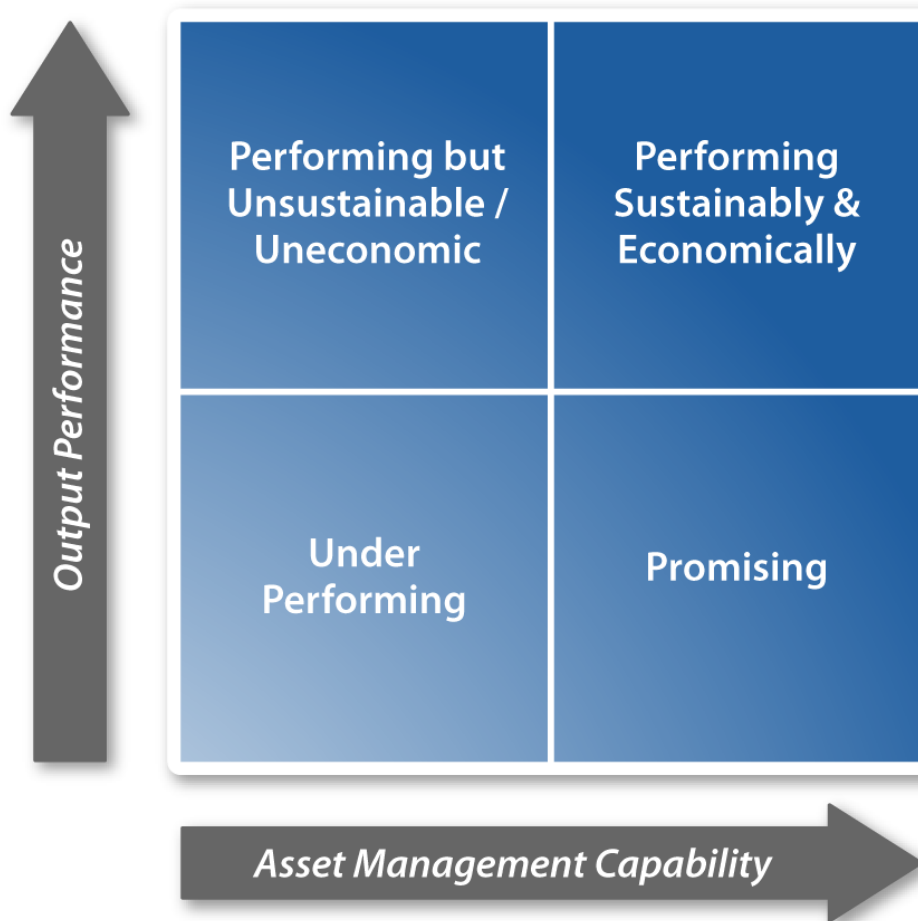 Output Performance
Performing but
Unsustainable /
Uneconomic
Performing
Sustainably &
Economically
Under
Performing
Promising
Asset Management Capability